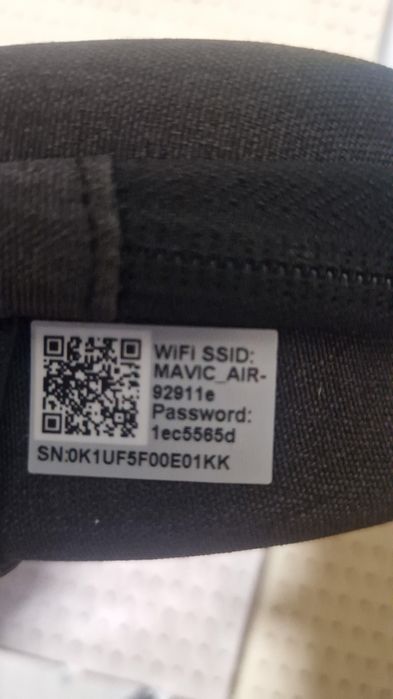 WiFi SSID:
MAVIC_AIR-
92911e
Password:
1ec5565d
SN:0K1UF5F00E01KK